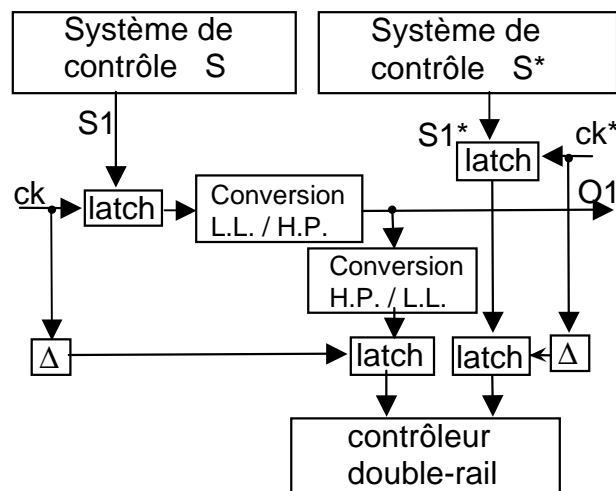 Système de
contrôle S
Système de
contrôle S*
S1
S1*
ck*
latch
ck
latch
Conversion
L.L. / H.P.
O1
Conversion
H.P. / L.L.
Δ
latch
latch
Δ
contrôleur
double-rail